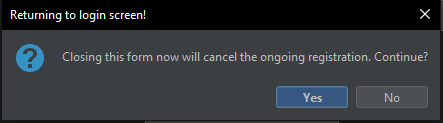 Returning to login screen!
Closing this form now will cancel the ongoing registration. Continue?
Yes
No